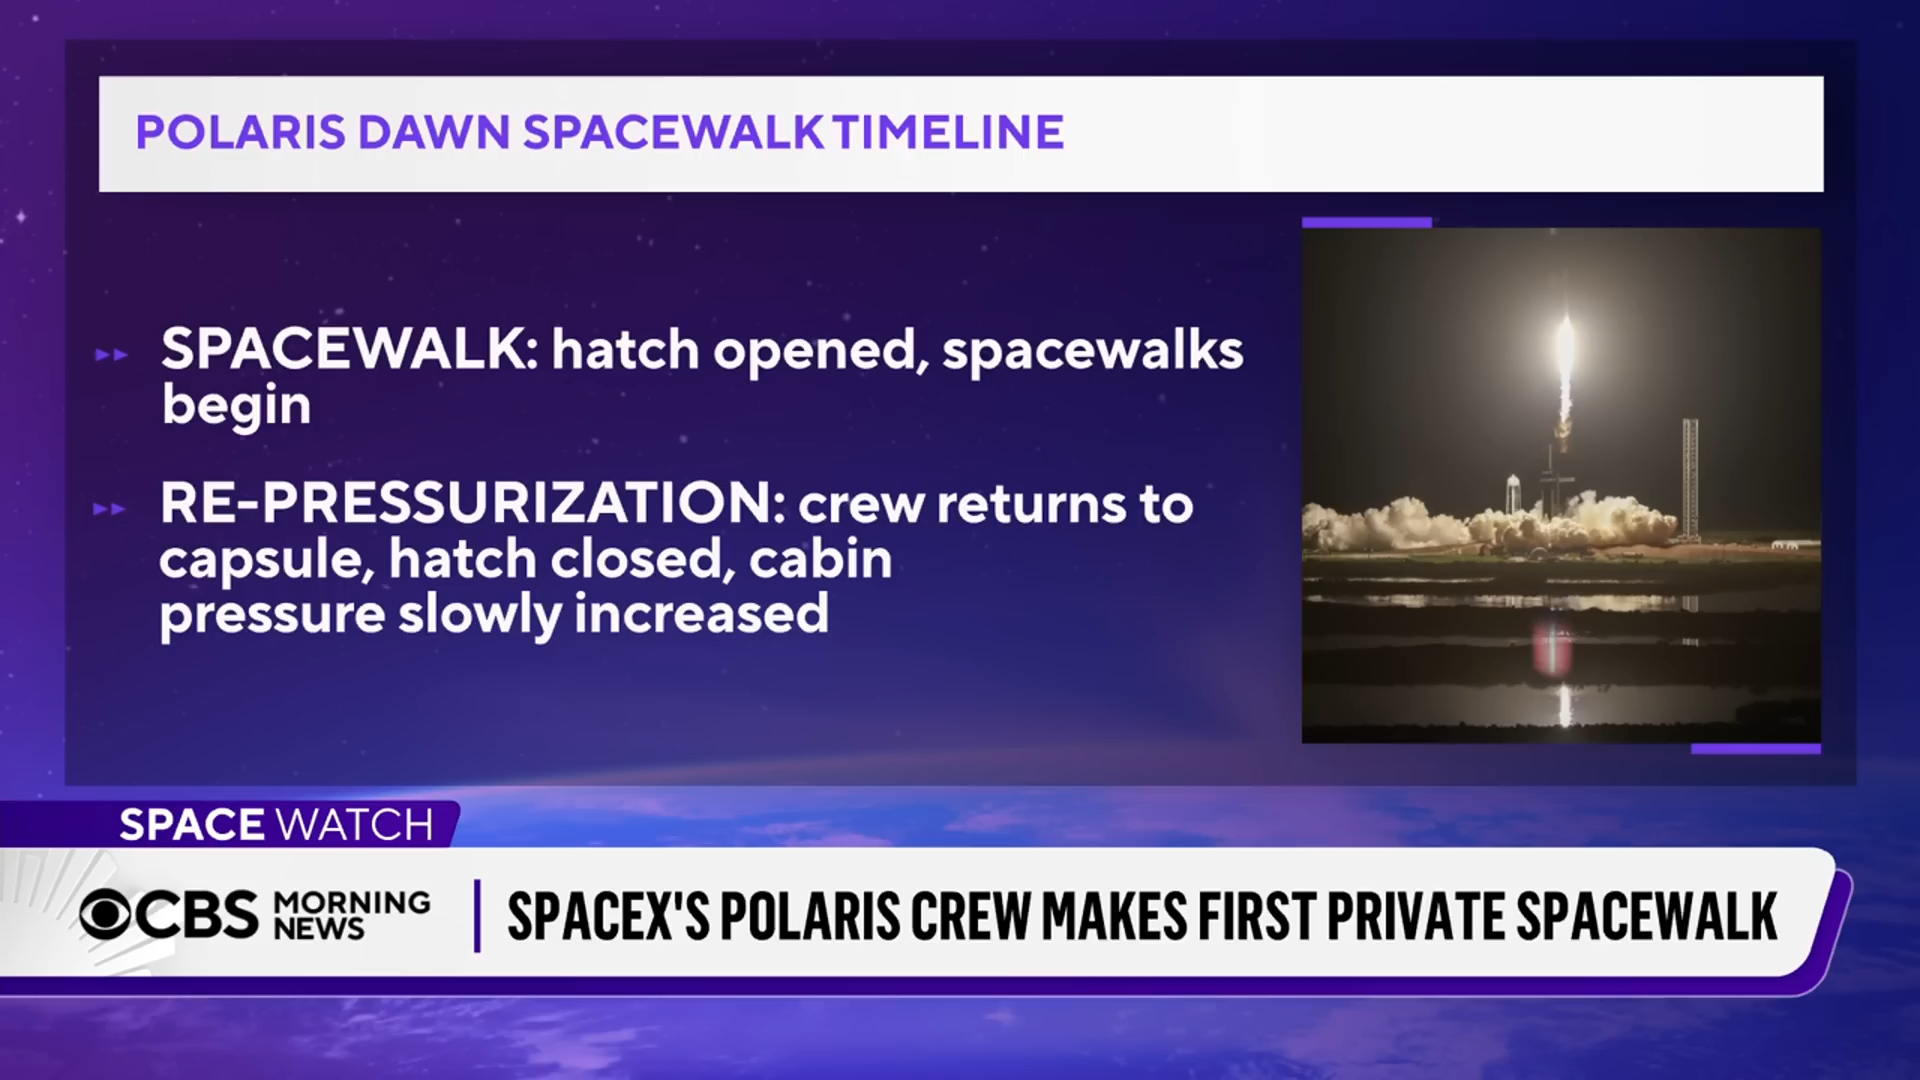 POLARIS DAWN SPACEWALK TIMELINE
SPACEWALK: hatch opened, spacewalks
begin
RE-PRESSURIZATION: crew returns to
capsule, hatch closed, cabin
pressure slowly increased
SPACE WATCH
CBS MORNING
NEWS
SPACEX'S POLARIS CREW MAKES FIRST PRIVATE SPACEWALK